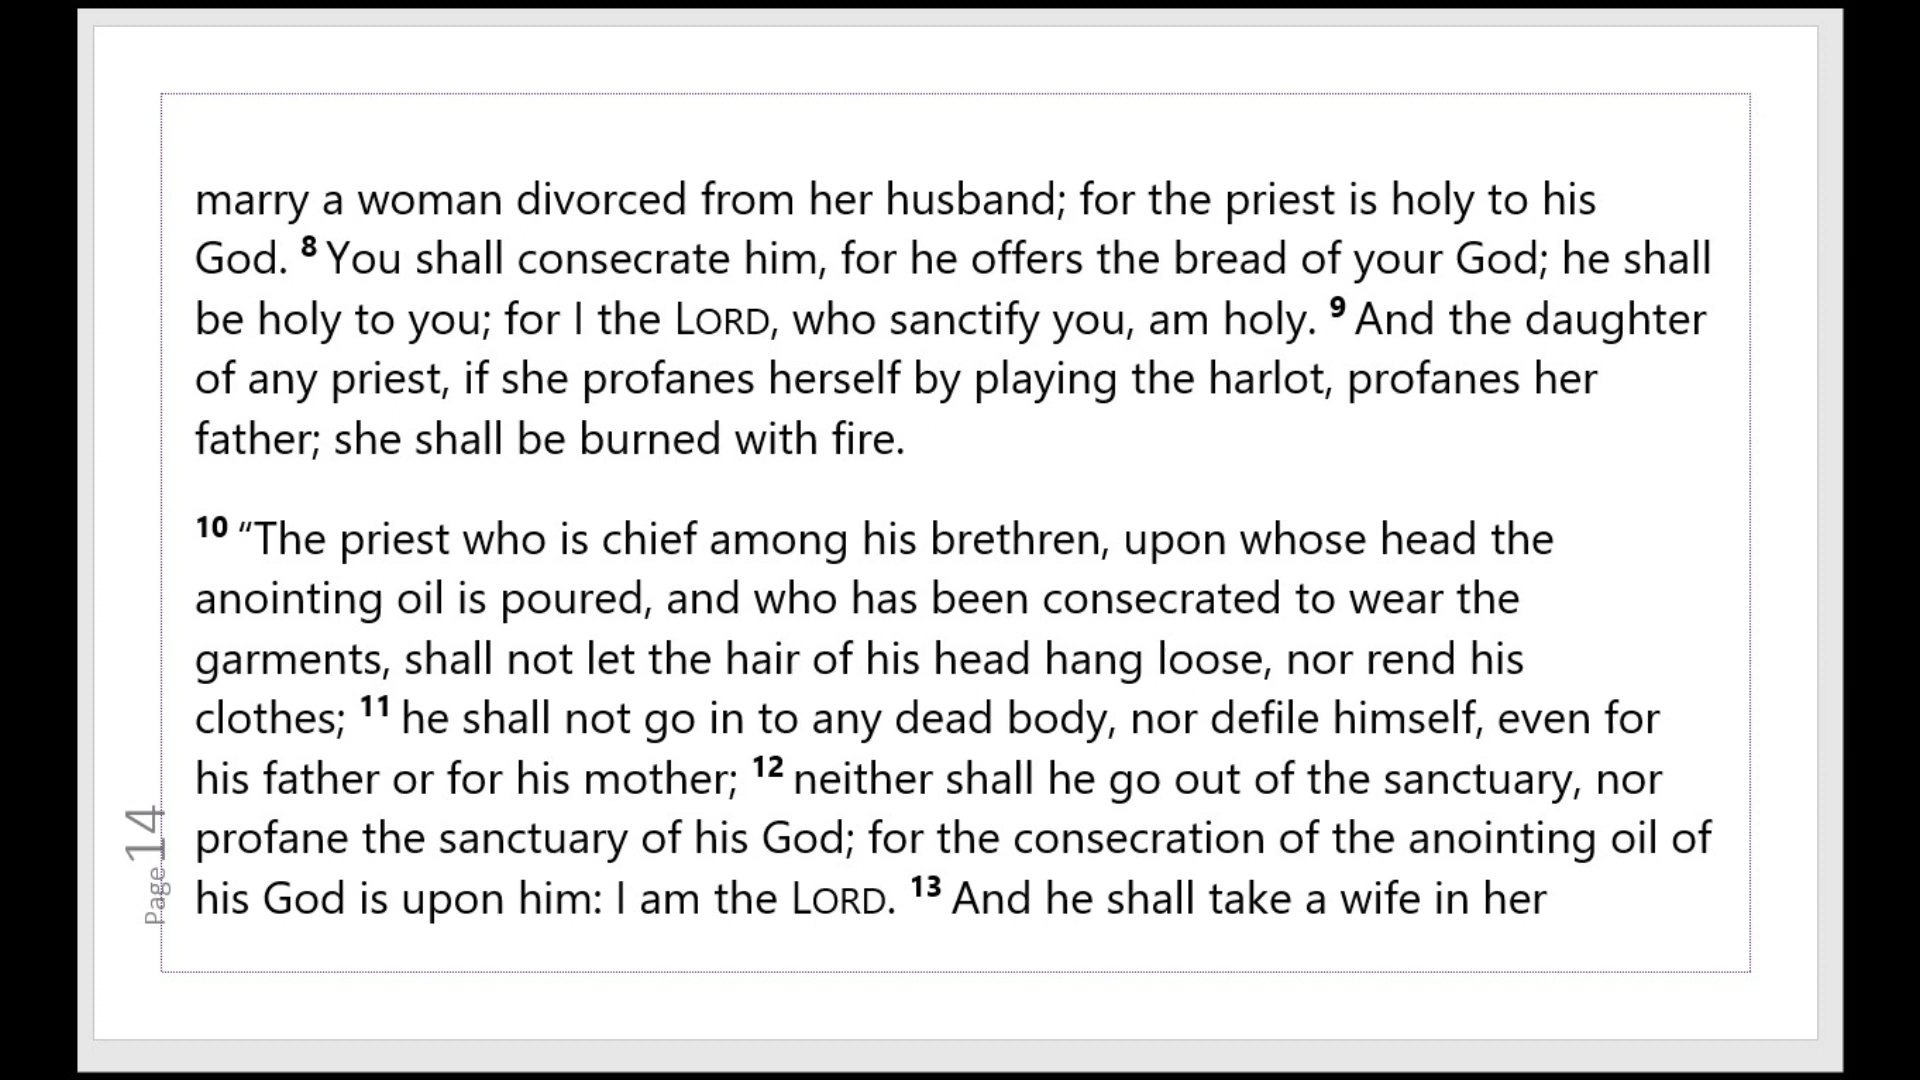 marry a woman divorced from her husband; for the priest is holy to his
God. 8 You shall consecrate him, for he offers the bread of your God; he shall
be holy to you; for I the LORD, who sanctify you, am holy. 9 And the daughter
of any priest, if she profanes herself by playing the harlot, profanes her
father; she shall be burned with fire.
10 “The priest who is chief among his brethren, upon whose head the
anointing oil is poured, and who has been consecrated to wear the
garments, shall not let the hair of his head hang loose, nor rend his
clothes; 11 he shall not go in to any dead body, nor defile himself, even for
his father or for his mother; 12 neither shall he go out of the sanctuary, nor
profane the sanctuary of his God; for the consecration of the anointing oil of
his God is upon him: I am the LORD. 13 And he shall take a wife in her
Page 14